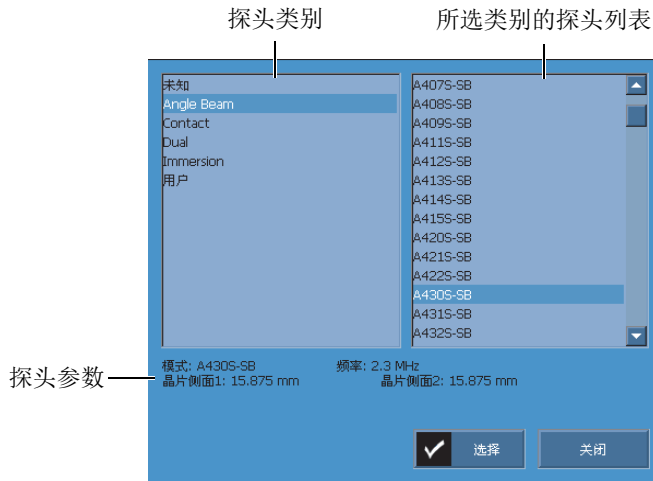 探头类别
所选类别的探头列表
未知
Angle Beam
Contact
Dual
Immersion
用户
A407S-SB
A408S-SB
A409S-SB
A411S-SB
A412S-SB
A413S-SB
A414S-SB
A415S-SB
A420S-SB
A421S-SB
A422S-SB
A430S-SB
A431S-SB
A432S-SB
探头参数
模式: A430S-SB 频率: 2.3 MHz
晶片侧面1: 15.875 mm 晶片侧面2: 15.875 mm
选择 关闭